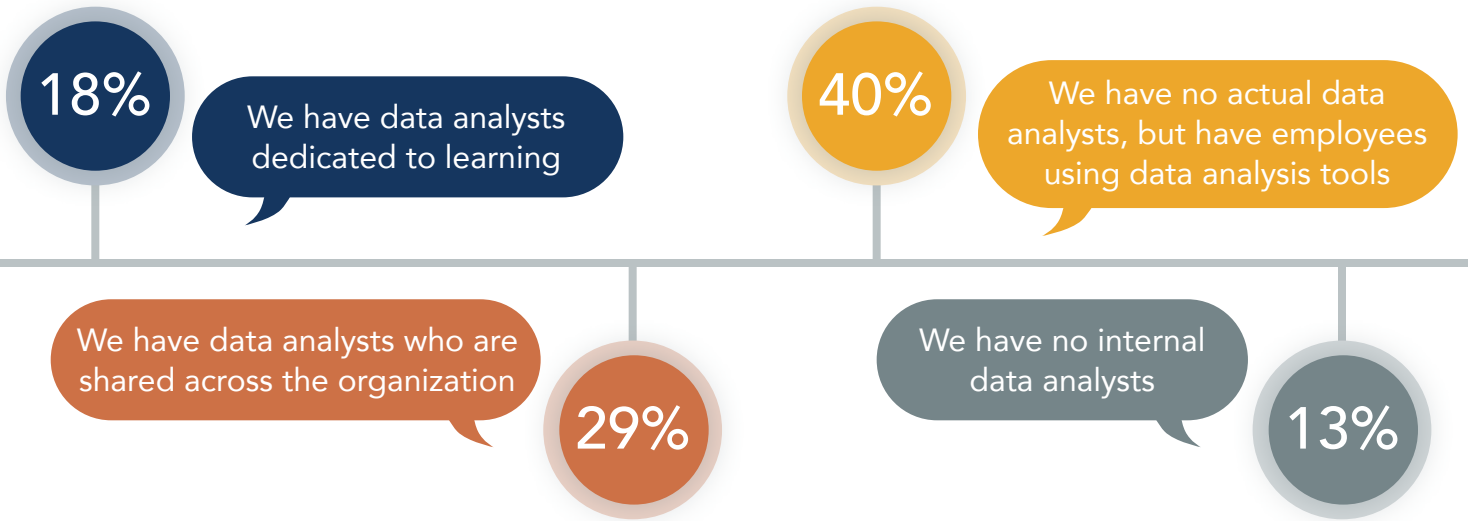 18%
We have data analysts
dedicated to learning
40%
We have no actual data
analysts, but have employees
using data analysis tools
We have data analysts who are
shared across the organization
29%
We have no internal
data analysts
13%